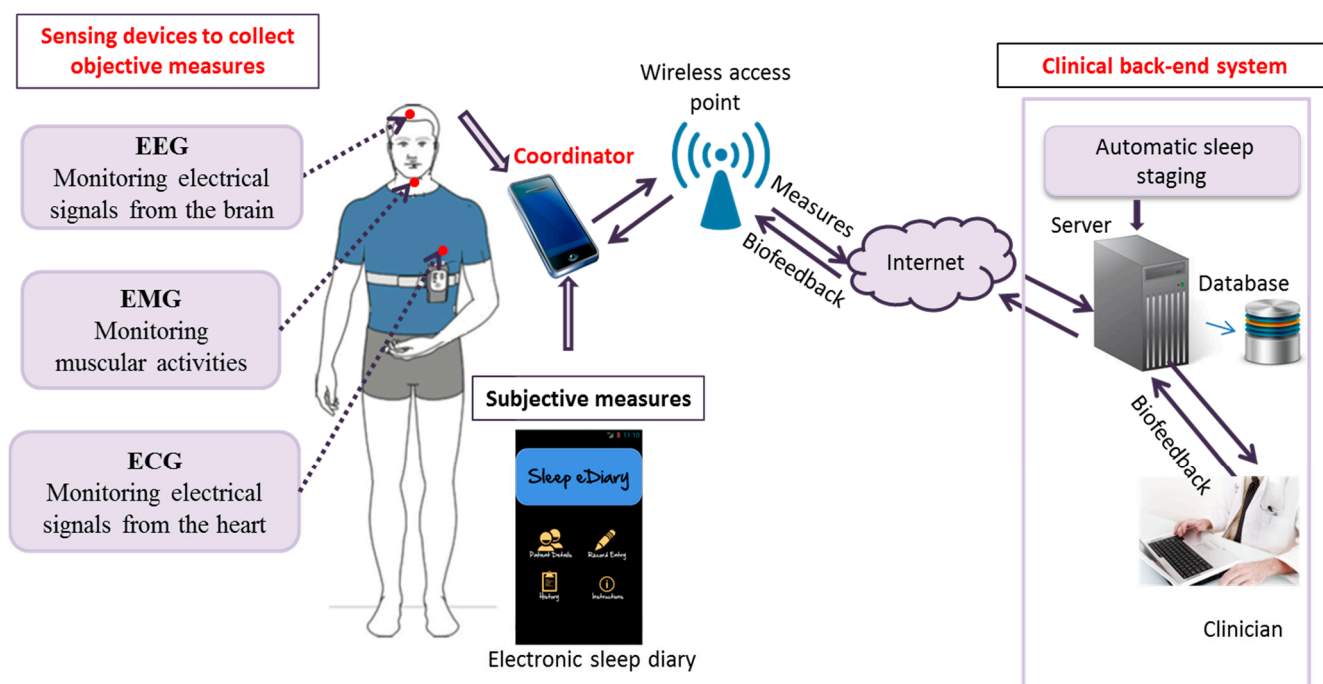 Sensing devices to collect
objective measures
EEG
Monitoring electrical
signals from the brain
EMG
Monitoring
muscular activities
ECG
Monitoring electrical
signals from the heart
Coordinator
Wireless access
point
Measures
Biofeedback
Internet
Subjective measures
11:10
Sleep eDiary
Patient Details
Record Entry
History
Instructions
Electronic sleep diary
Clinical back-end system
Automatic sleep
staging
Server
Database
Biofeedback
Clinician